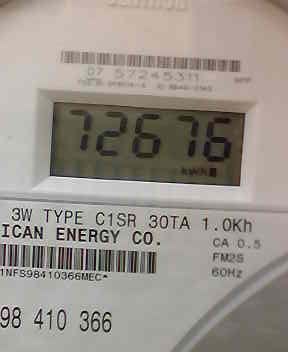 07 57245311
72676
kWh
3W TYPE C1SR 30TA 1.0Kh
ICAN ENERGY CO.
CA 0.5
FM2S
60Hz
1NFS98410366MEC*
98 410 366